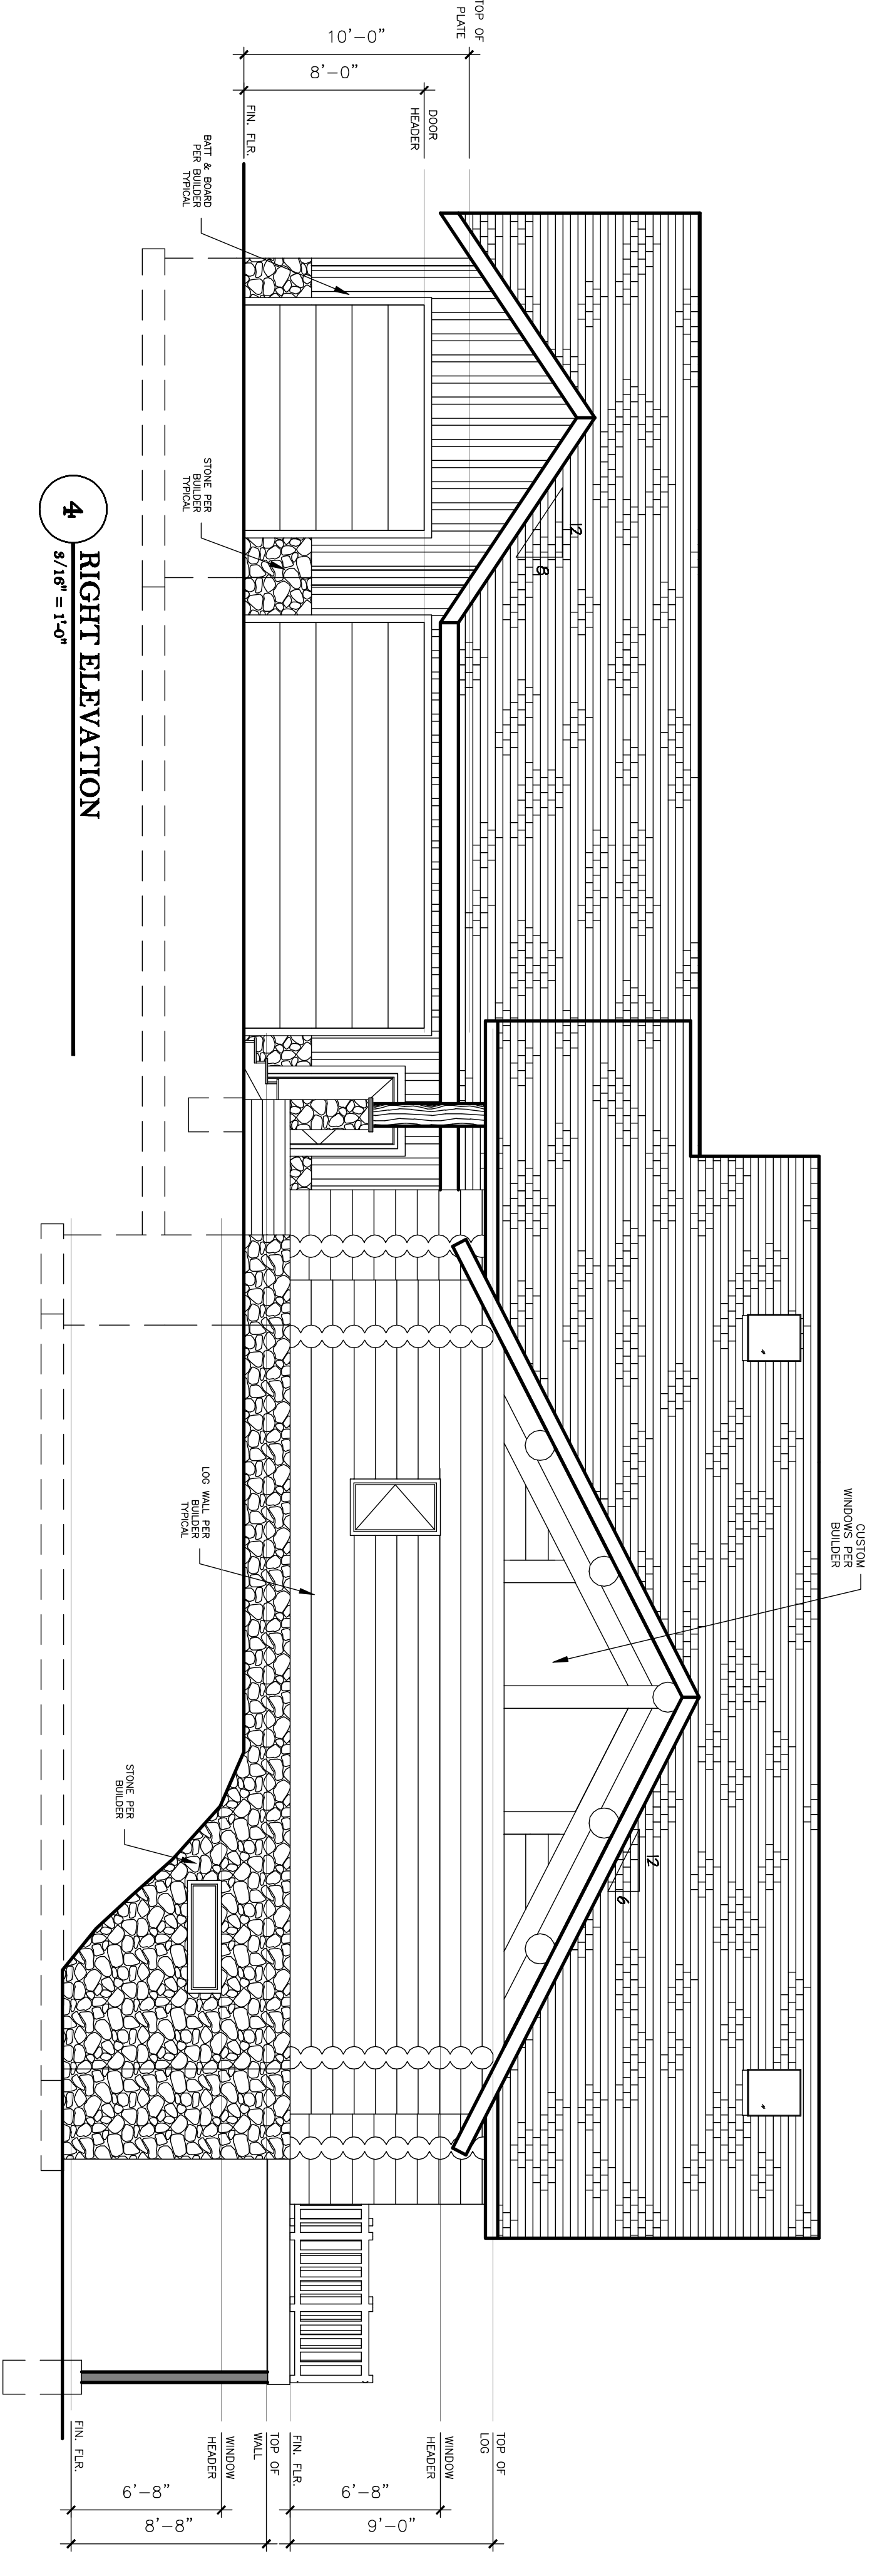 TOP OF
PLATE
10'-0"
8'-0"
DOOR
HEADER
FIN. FLR.
BATT & BOARD
PER BUILDER
TYPICAL
STONE PER
BUILDER
TYPICAL
12
8
4
RIGHT ELEVATION
3/16" = 1'-0"
CUSTOM
WINDOWS PER
BUILDER
LOG WALL PER
BUILDER
TYPICAL
12
6
STONE PER
BUILDER
TOP OF
LOG
WINDOW
HEADER
FIN. FLR.
TOP OF
WALL
WINDOW
HEADER
FIN. FLR.
6'-8"
9'-0"
6'-8"
8'-8"